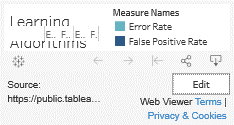 Learning
Algorithms
E.. F.. E.. F..
Measure Names
Error Rate
False Positive Rate
Edit
Source:
https://public.tablea...
Web Viewer Terms |
Privacy & Cookies